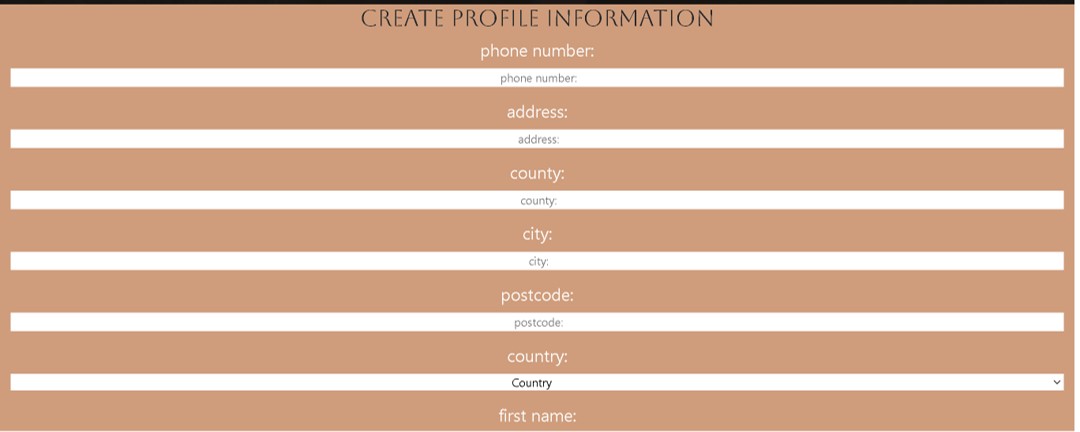 CREATE PROFILE INFORMATION
phone number:
phone number:
address:
address:
county:
county:
city:
city:
postcode:
postcode:
country:
Country
first name: